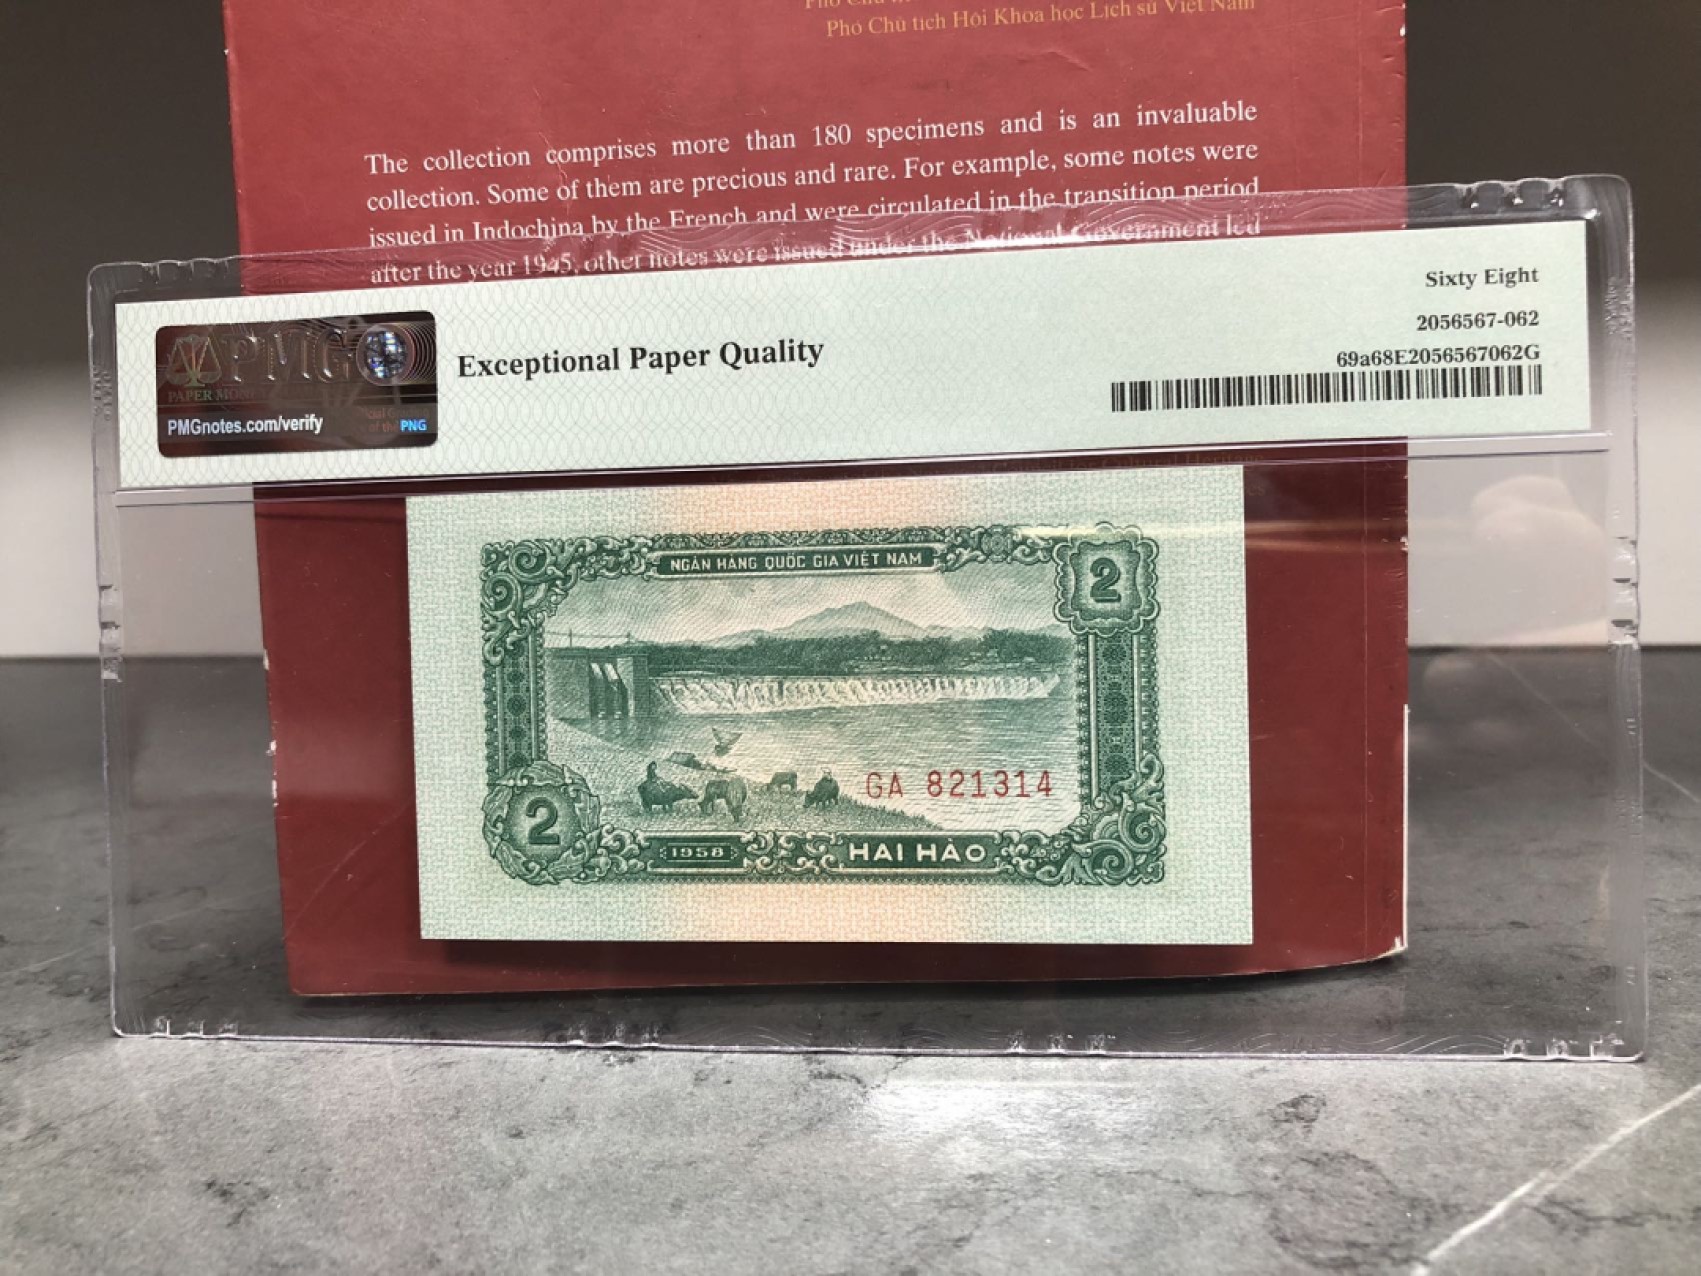 Phó Chủ tịch Hội Khoa học Lịch sử Việt Nam
The collection comprises more than 180 specimens and is an invaluable
collection. Some of them are precious and rare. For example, some notes were
issued in Indochina by the French and were circulated in the transition period
after the year 1945, other notes were issued under the National Government led
Sixty Eight
2056567-062
69a68E2056567062G
Exceptional Paper Quality
PMG
PAPER
PMGnotes.com/verify
of the PNG
NGÂN HÀNG QUỐC GIA VIỆT NAM
2
GA 821314
2
1958
HAI HÀO